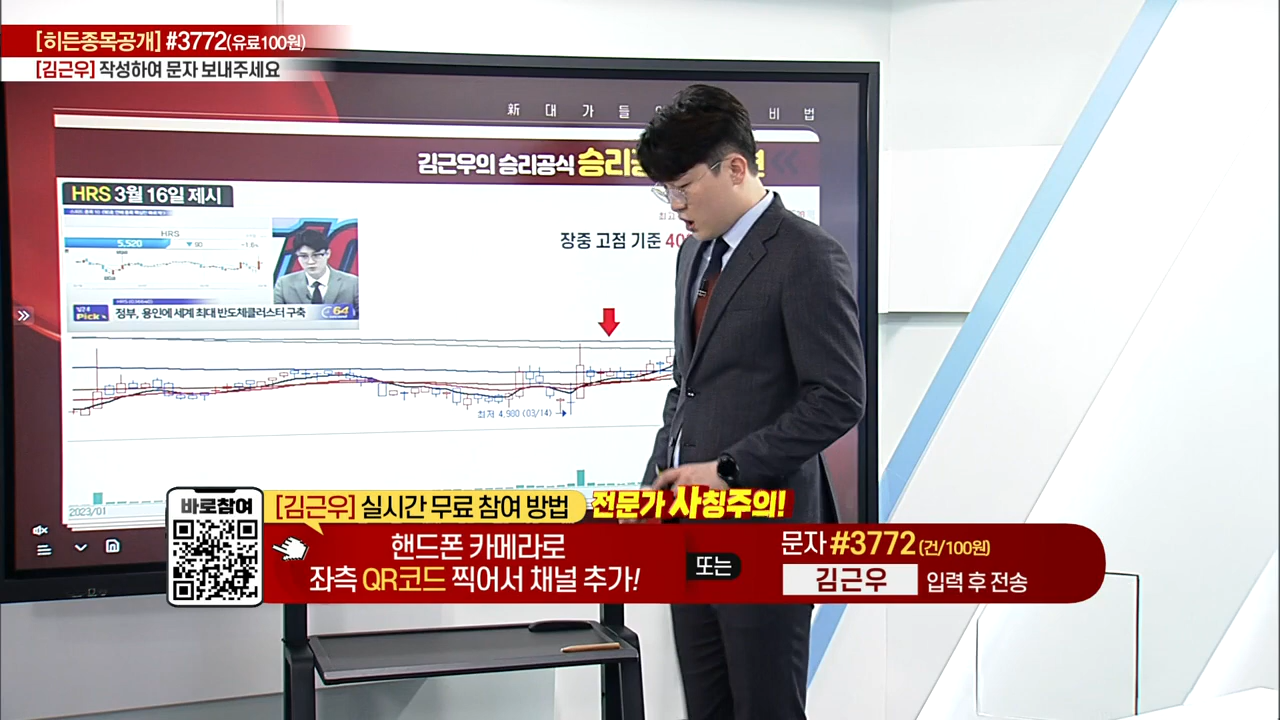 [히든종목공개] #3772(유료100원)
[김근우] 작성하여 문자 보내주세요
新 대 가 들 비 법
김근우의 승리공식 승리
HRS 3월 16일 제시
HRS
5,520 ▼ 90
장중 고점 기준 40
Pick 정부, 용인에 세계 최대 반도체클러스터 구축
최저 4,980 (03/14)
2023/01
바로참여
[김근우] 실시간 무료 참여 방법
전문가 사칭주의!
핸드폰 카메라로
좌측 QR코드 찍어서 채널 추가!
또는
문자 #3772 (건/100원)
김근우 입력 후 전송